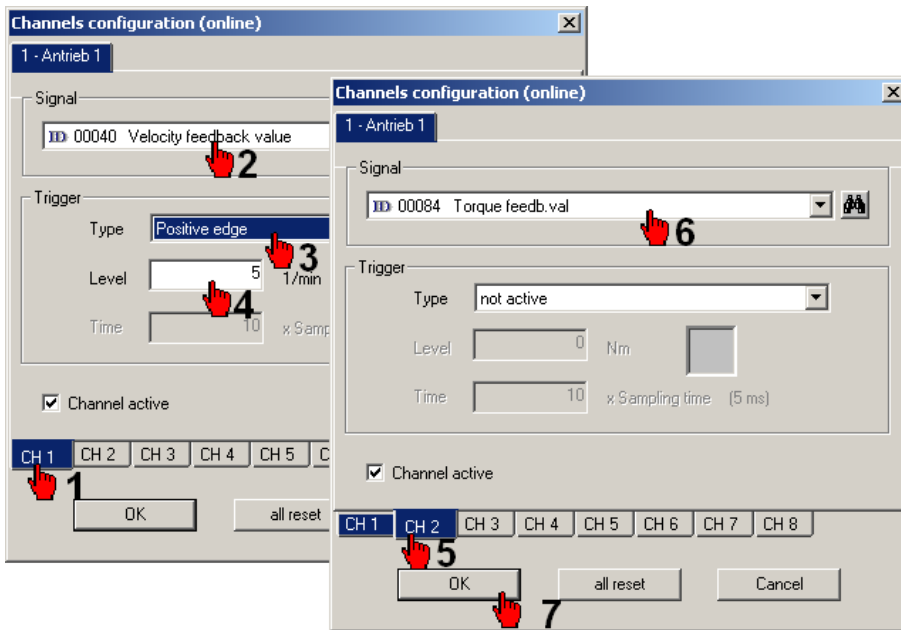 Channels configuration (online)
1 - Antrieb 1
Signal
ID 00040 Velocity feedback value
2
Trigger
Type Positive edge
3
Level 5 1/min
4
Time 10 x Samp
Channel active
CH 1 CH 2 CH 3 CH 4 CH 5 C
1
OK all reset
Channels configuration (online)
1 - Antrieb 1
Signal
ID 00084 Torque feedb.val
6
Trigger
Type not active
Level 0 Nm
Time 10 x Sampling time (5 ms)
Channel active
CH 1 CH 2 CH 3 CH 4 CH 5 CH 6 CH 7 CH 8
5
OK all reset Cancel
7